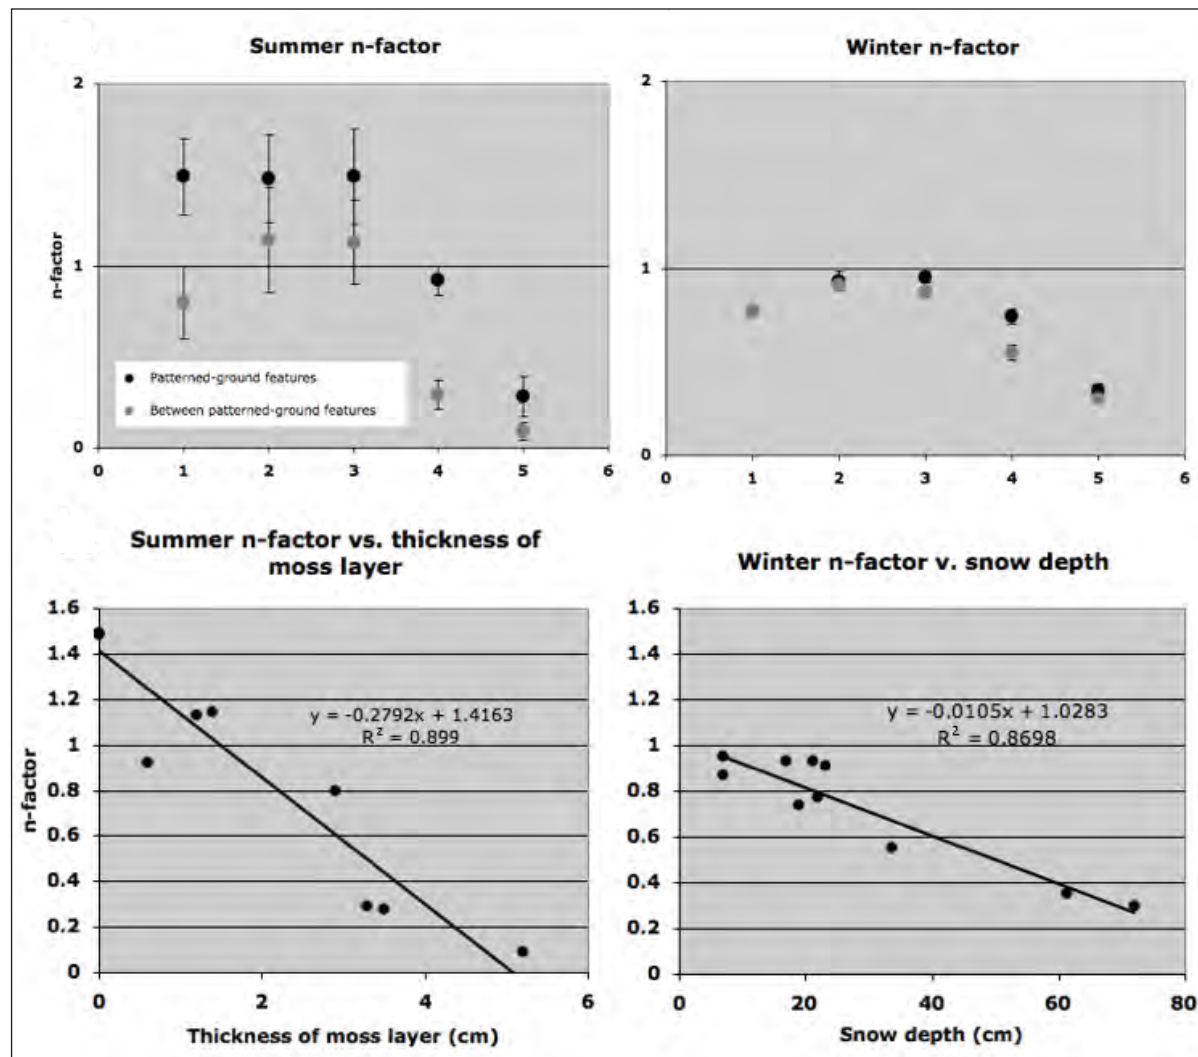 Summer n-factor
2
1
0
n-factor
0 1 2 3 4 5 6
Patterned-ground features
Between patterned-ground features
Winter n-factor
2
1
0
0 1 2 3 4 5 6
Summer n-factor vs. thickness of
moss layer
1.6
1.4
1.2
1
0.8
0.6
0.4
0.2
0
n-factor
y = -0.2792x + 1.4163
R² = 0.899
0 2 4 6
Thickness of moss layer (cm)
Winter n-factor v. snow depth
1.6
1.4
1.2
1
0.8
0.6
0.4
0.2
0
y = -0.0105x + 1.0283
R² = 0.8698
0 20 40 60 80
Snow depth (cm)